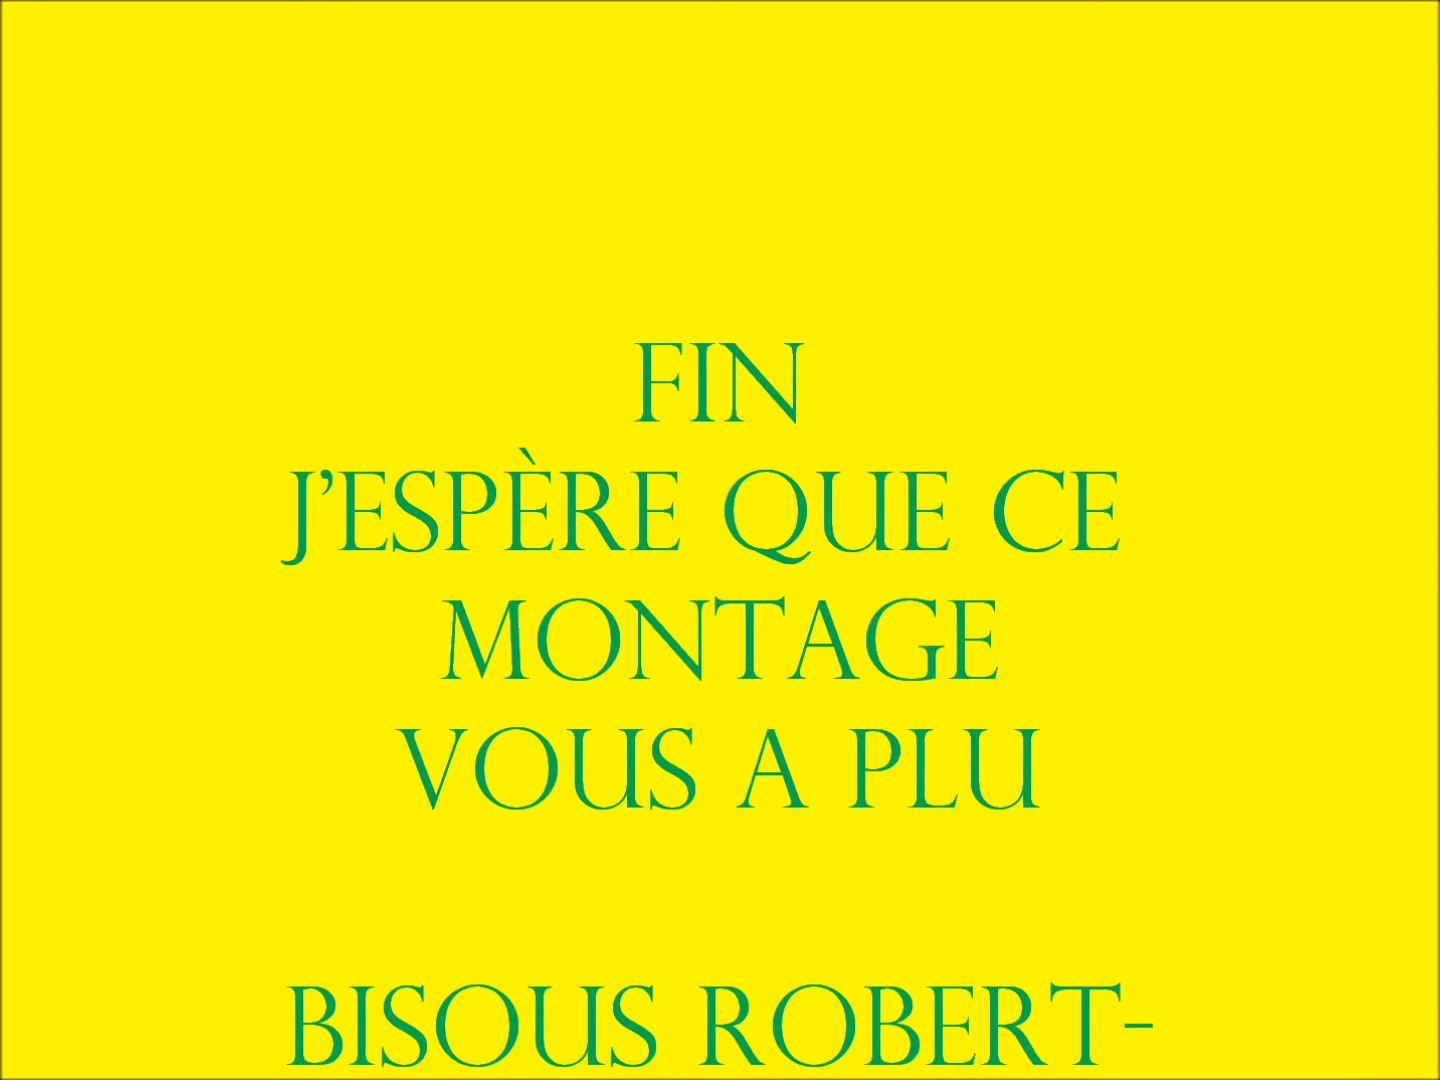 FIN
J'ESPÈRE QUE CE
MONTAGE
VOUS A PLU
BISOUS ROBERT-